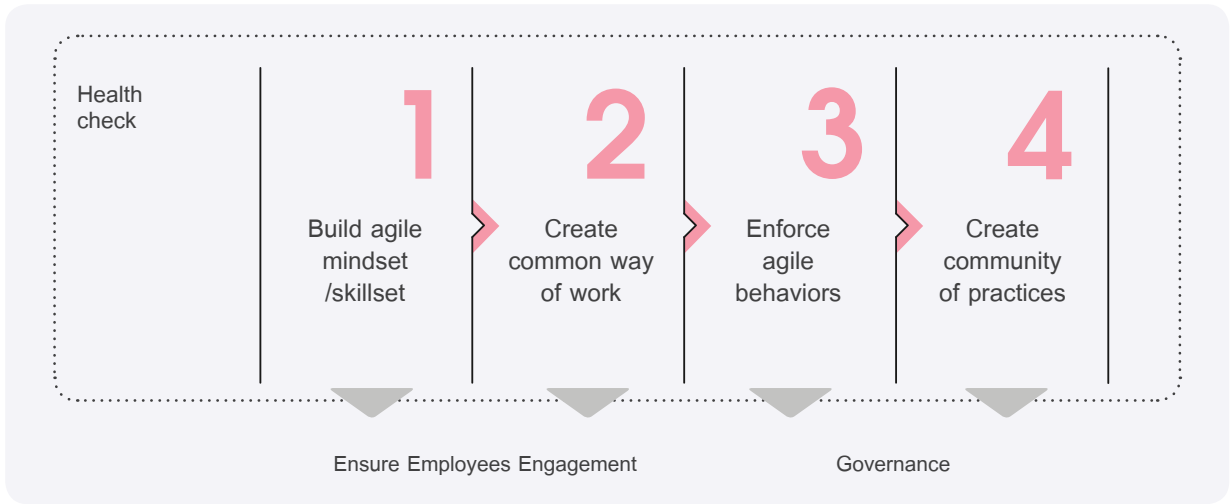 Health
check
1
Build agile
mindset
/skillset
2
Create
common way
of work
3
Enforce
agile
behaviors
4
Create
community
of practices
Ensure Employees Engagement
Governance